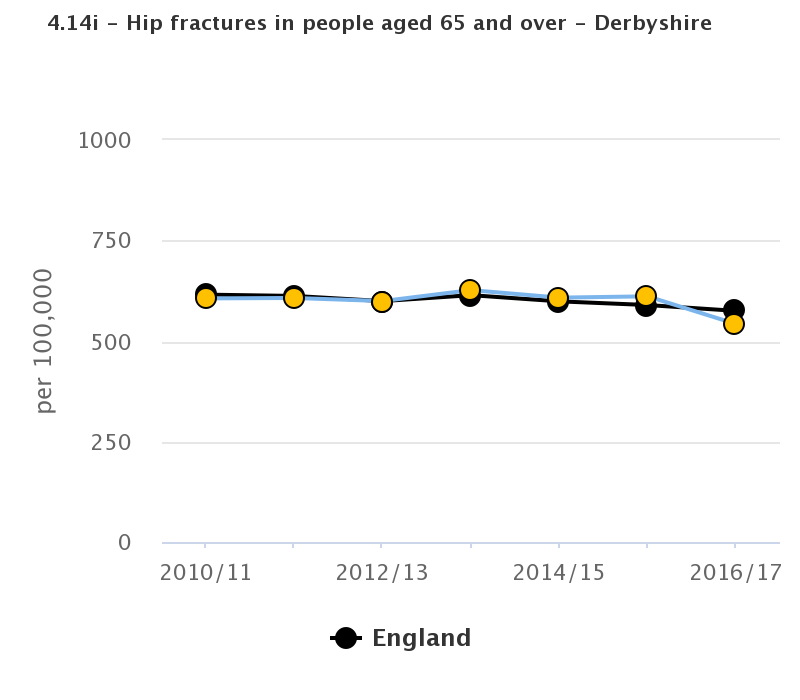 4.14i – Hip fractures in people aged 65 and over – Derbyshire
1000
750
500
250
0
per 100,000
2010/11 2012/13 2014/15 2016/17
England